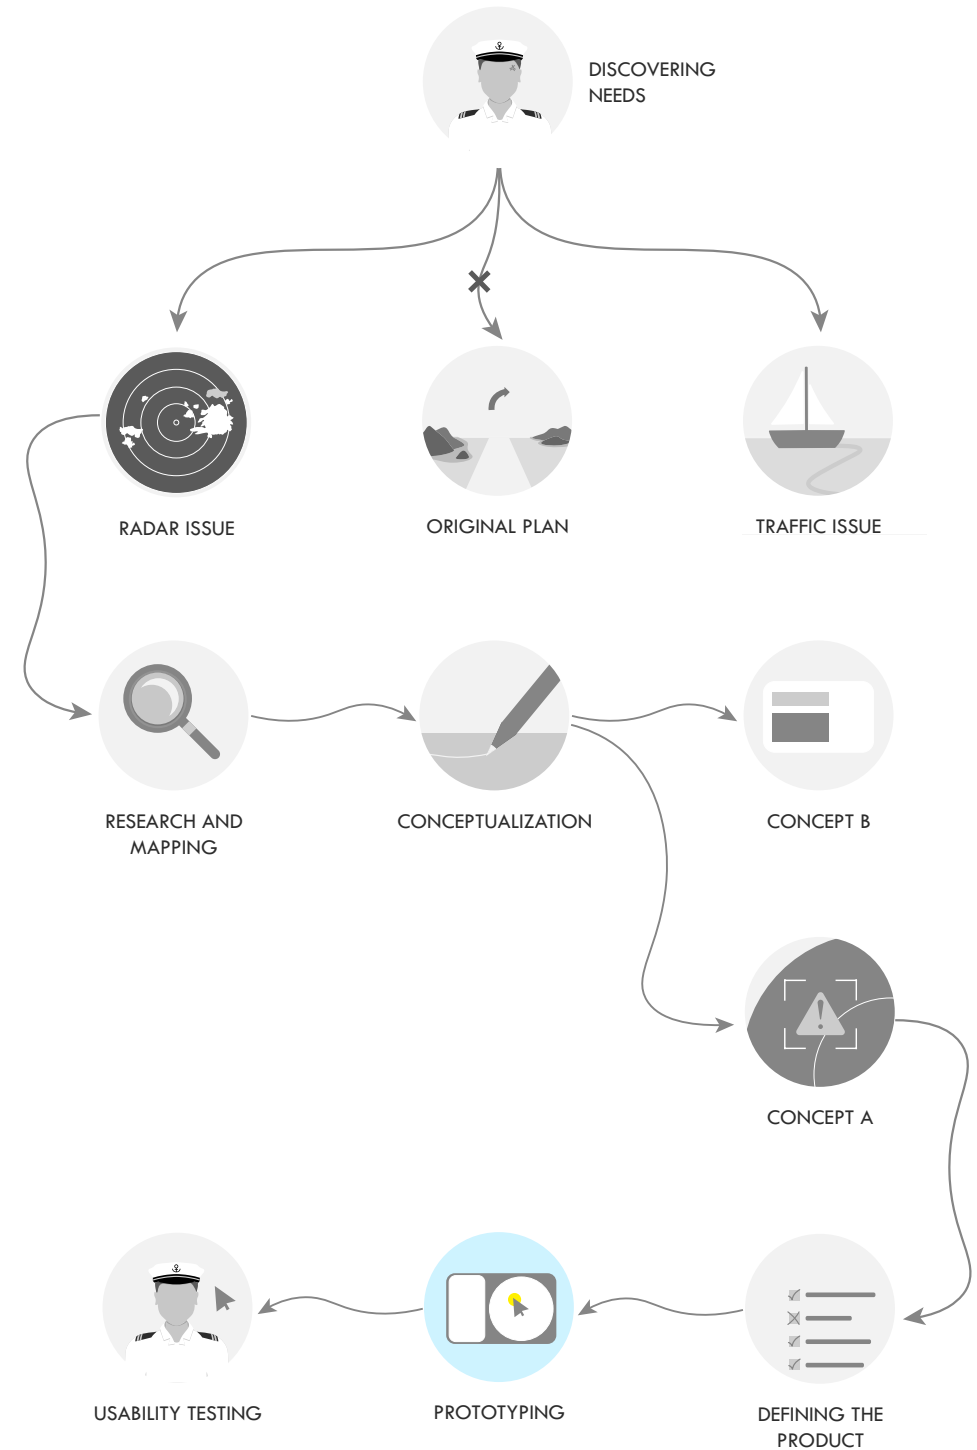 DISCOVERING
NEEDS
RADAR ISSUE
ORIGINAL PLAN
TRAFFIC ISSUE
RESEARCH AND
MAPPING
CONCEPTUALIZATION
CONCEPT B
CONCEPT A
USABILITY TESTING
PROTOTYPING
DEFINING THE
PRODUCT